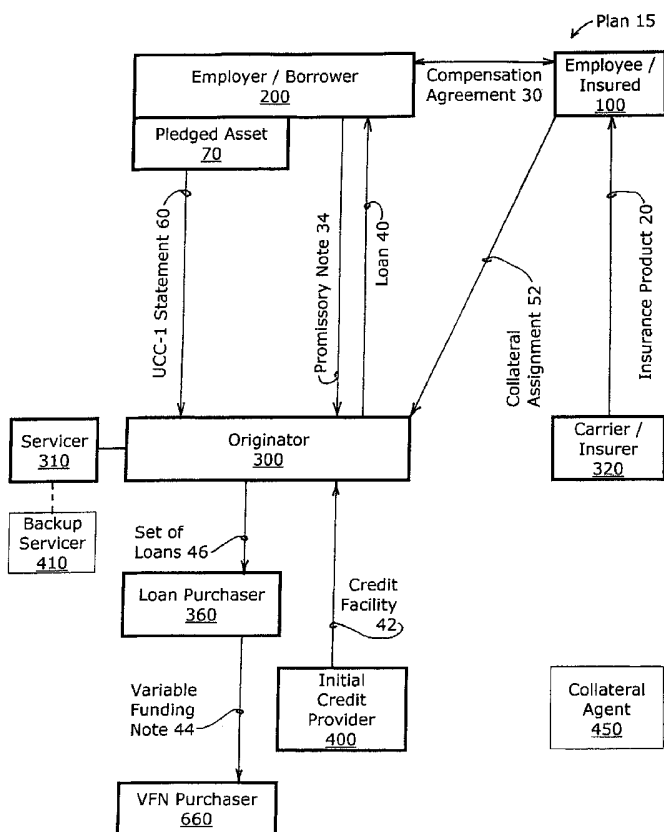 Plan 15
Employer / Borrower
200
Compensation
Agreement 30
Employee /
Insured
100
Pledged Asset
70
UCC-1 Statement 60
Promissory Note 34
Loan 40
Collateral
Assignment 52
Insurance Product 20
Servicer
310
Originator
300
Carrier /
Insurer
320
Backup
Servicer
410
Set of
Loans 46
Loan Purchaser
360
Credit
Facility
42
Variable
Funding
Note 44
Initial
Credit
Provider
400
Collateral
Agent
450
VFN Purchaser
660